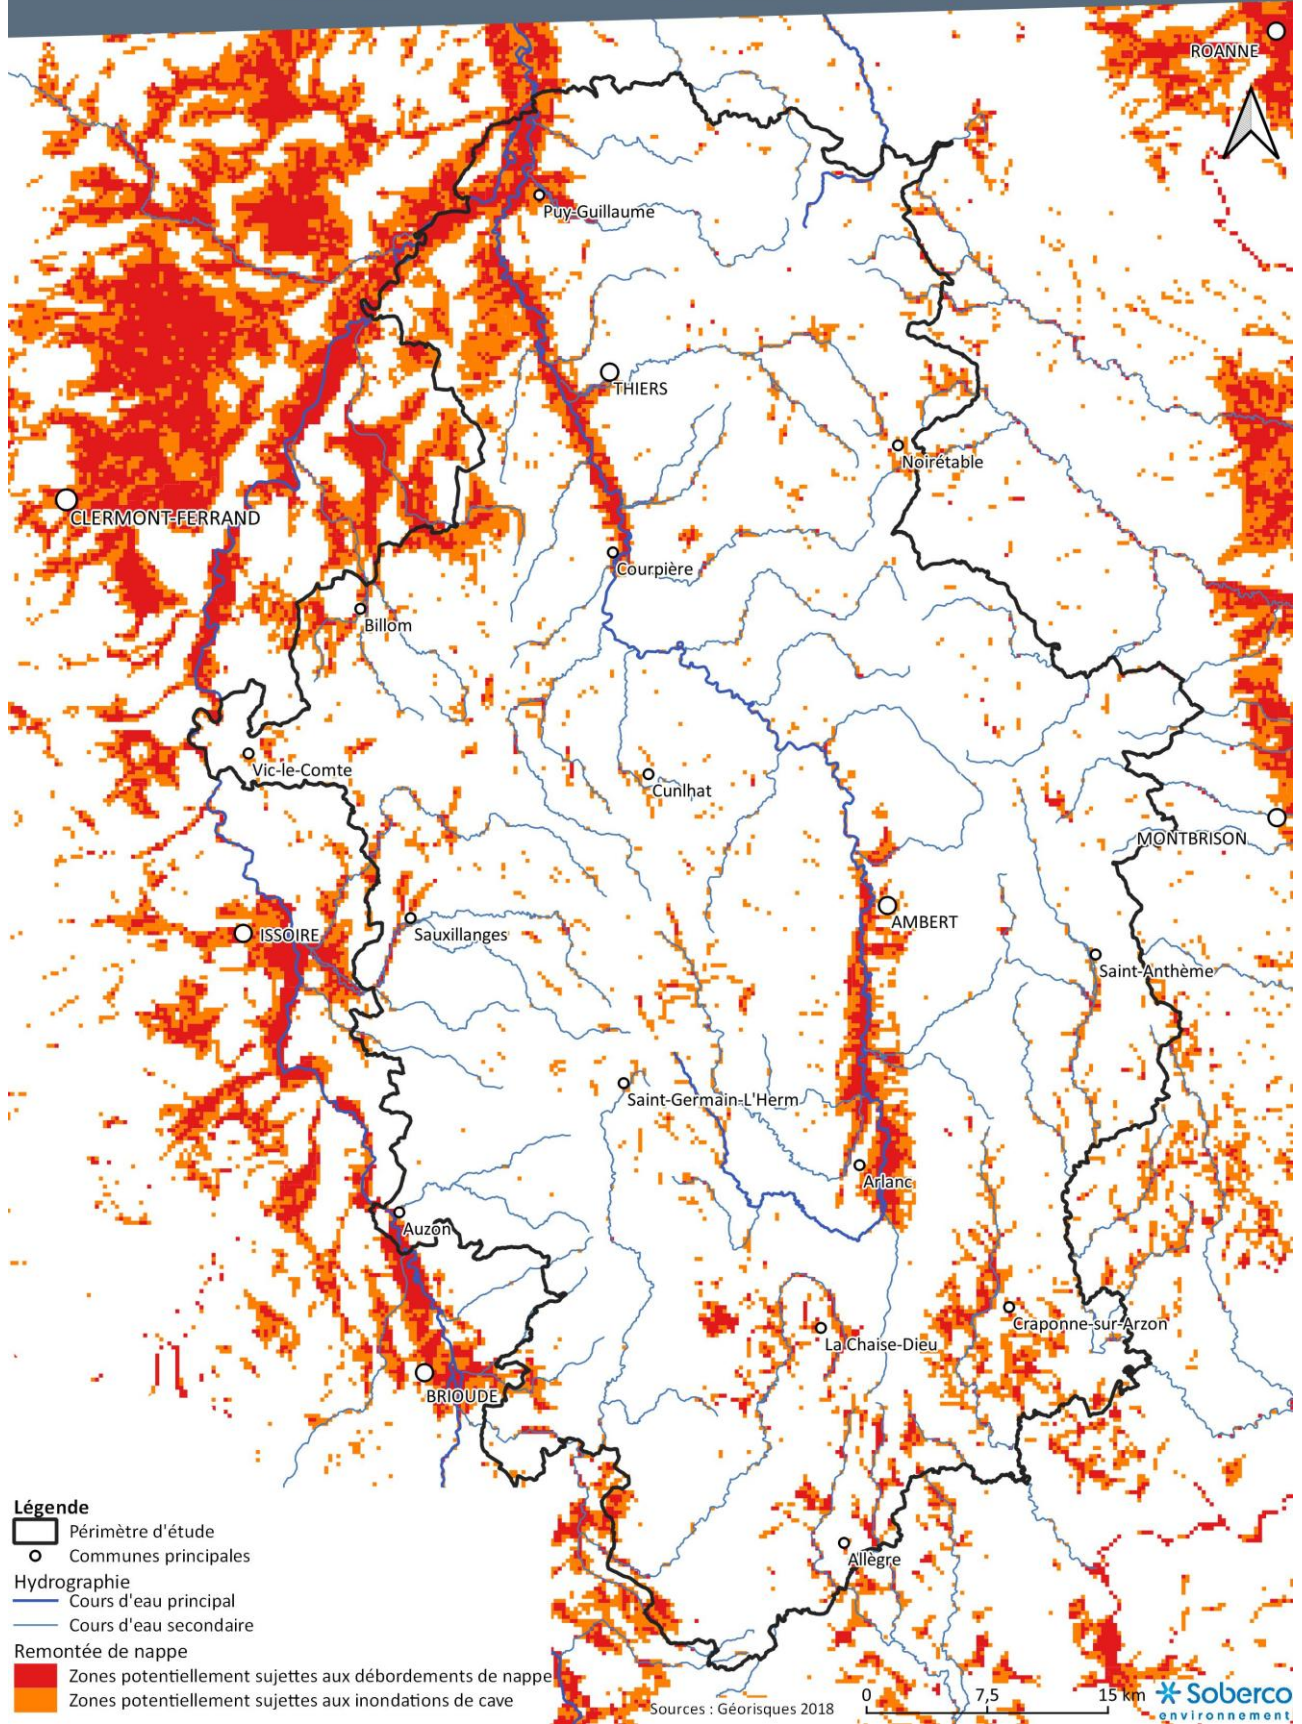 ROANNE
Puy-Guillaume
THIERS
Noirétable
CLERMONT-FERRAND
Courpière
Billom
Vic-le-Comte
Cunlhat
MONTBRISON
AMBERT
ISSOIRE
Sauxillanges
Saint-Anthème
Saint-Germain-L'Herm
Arlanc
Auzon
Craponne-sur-Arzon
La Chaise-Dieu
BRIOUDE
Allègre
Légende
Périmètre d'étude
Communes principales
Hydrographie
Cours d'eau principal
Cours d'eau secondaire
Remontée de nappe
Zones potentiellement sujettes aux débordements de nappe
Zones potentiellement sujettes aux inondations de cave
Sources : Géorisques 2018
0 7,5 15 km
Soberco
environnement